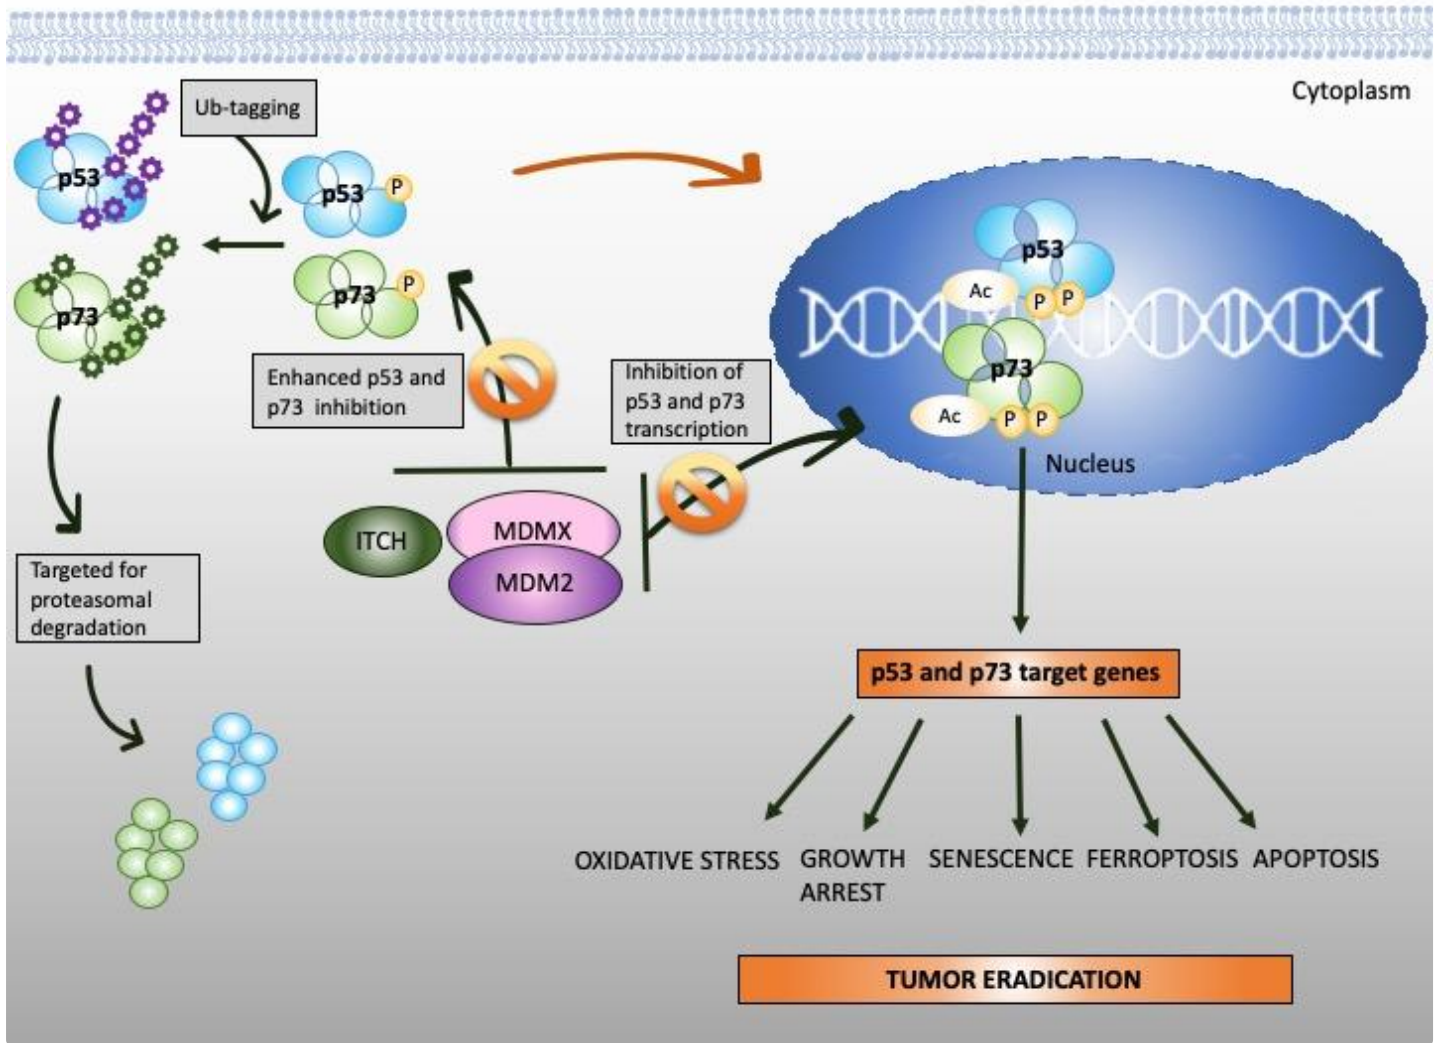 Cytoplasm
Ub-tagging
p53
p53
P
p73
p73
P
Enhanced p53 and
p73 inhibition
Inhibition of
p53 and p73
transcription
p53
Ac
P
P
p73
Ac
P
P
Nucleus
ITCH
MDMX
MDM2
Targeted for
proteasomal
degradation
p53 and p73 target genes
OXIDATIVE STRESS
GROWTH
ARREST
SENESCENCE
FERROPTOSIS
APOPTOSIS
TUMOR ERADICATION